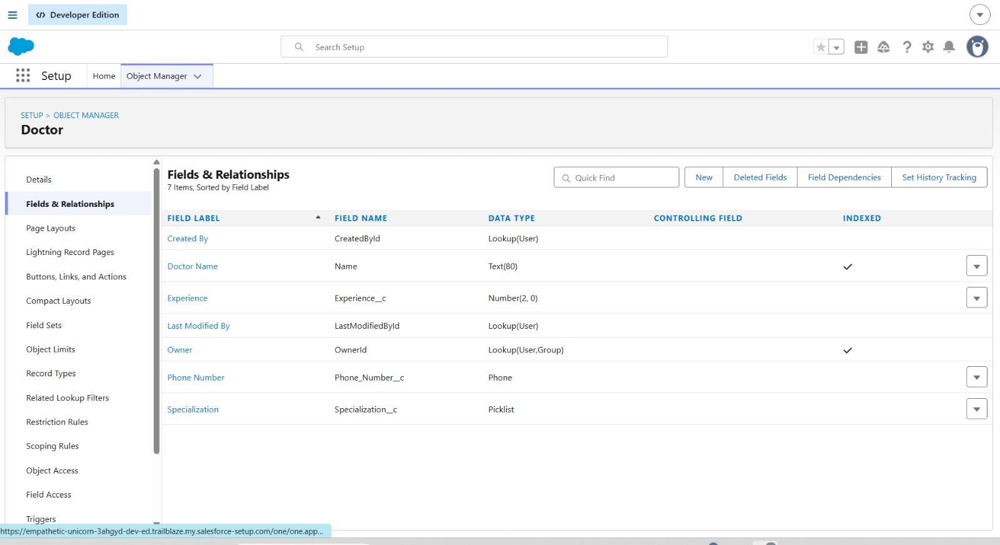 Developer Edition
Search Setup
Setup
Home
Object Manager
SETUP > OBJECT MANAGER
Doctor
Details
Fields & Relationships
Page Layouts
Lightning Record Pages
Buttons, Links, and Actions
Compact Layouts
Field Sets
Object Limits
Record Types
Related Lookup Filters
Restriction Rules
Scoping Rules
Object Access
Field Access
Triggers
Fields & Relationships
7 Items, Sorted by Field Label
Quick Find
New
Deleted Fields
Field Dependencies
Set History Tracking
FIELD LABEL FIELD NAME DATA TYPE CONTROLLING FIELD INDEXED
Created By CreatedById Lookup(User)
Doctor Name Name Text(80)
Experience Experience__c Number(2, 0)
Last Modified By LastModifiedById Lookup(User)
Owner OwnerId Lookup(User,Group)
Phone Number Phone_Number__c Phone
Specialization Specialization__c Picklist
https://empathetic-unicorn-3ahgyd-dev-ed.trailblaze.my.salesforce-setup.com/one/one.app...